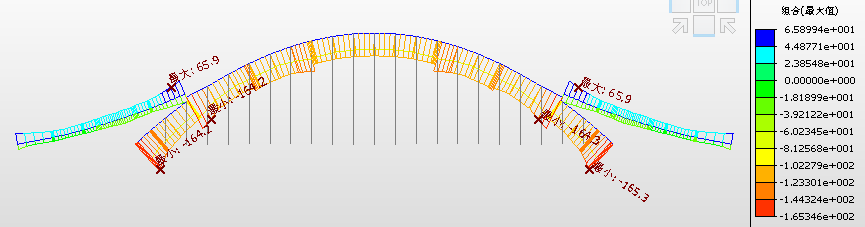 TOP
组合(最大值)
6.58994e+001
4.48771e+001
2.38548e+001
0.00000e+000
-1.81899e+001
-3.92122e+001
-6.02345e+001
-8.12568e+001
-1.02279e+002
-1.23301e+002
-1.44324e+002
-1.65346e+002
最大: 65.9
最小: -164.2
最小: -164.2
最大: 65.9
最小: -164.3
最小: -165.3